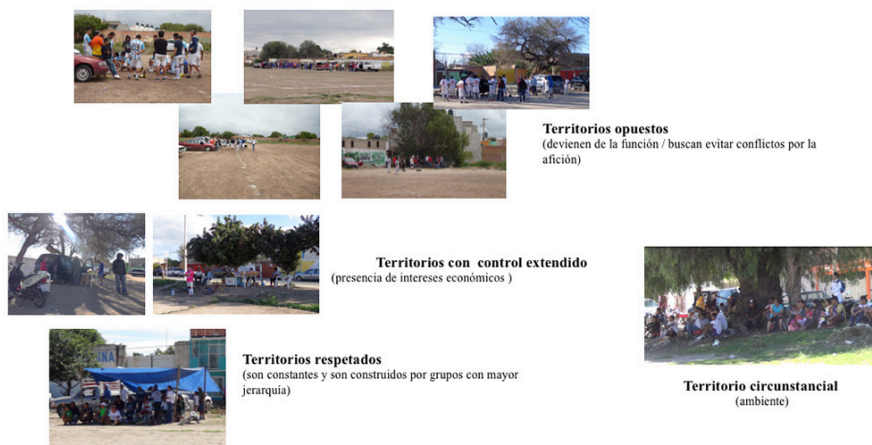 Territorios opuestos
(devienen de la función / buscan evitar conflictos por la
afición)
Territorios con control extendido
(presencia de intereses económicos )
INA
Territorios respetados
(son constantes y son construidos por grupos con mayor
jerarquía)
Territorio circunstancial
(ambiente)